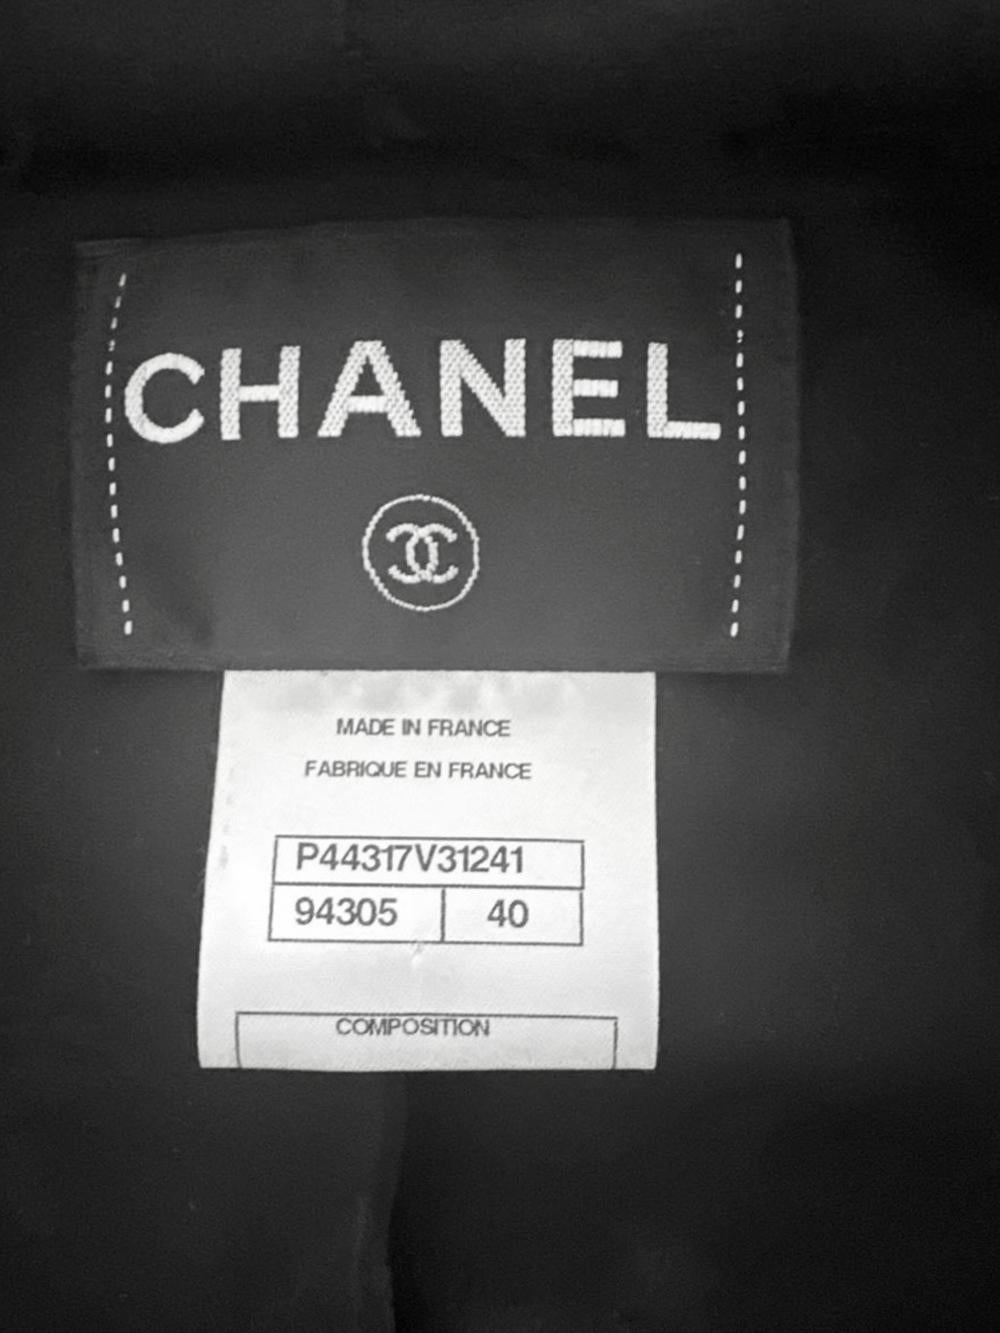 CHANEL
MADE IN FRANCE
FABRIQUE EN FRANCE
P44317V31241
94305 40
COMPOSITION